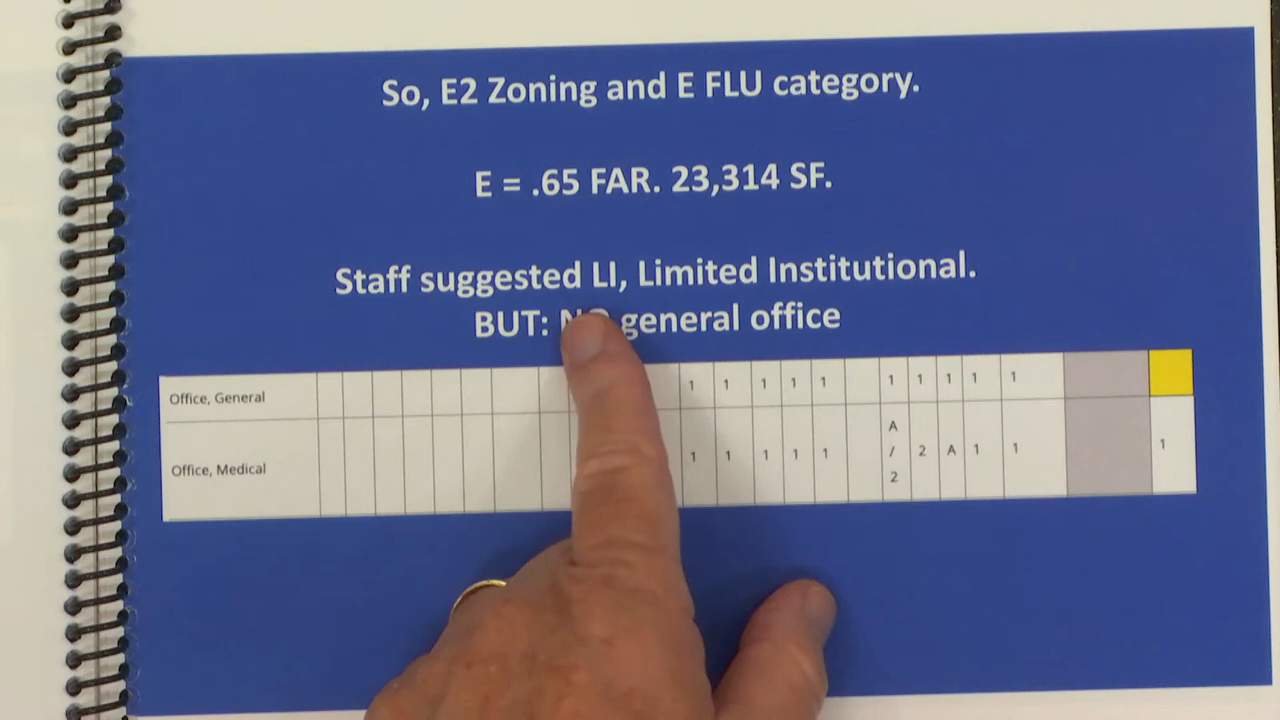 So, E2 Zoning and E FLU category.
E = .65 FAR. 23,314 SF.
Staff suggested LI, Limited Institutional.
BUT: NO general office
Office, General 1 1 1 1 1 1 1 1 1 1
Office, Medical 1 1 1 1 1 A / 2 2 A 1 1 1